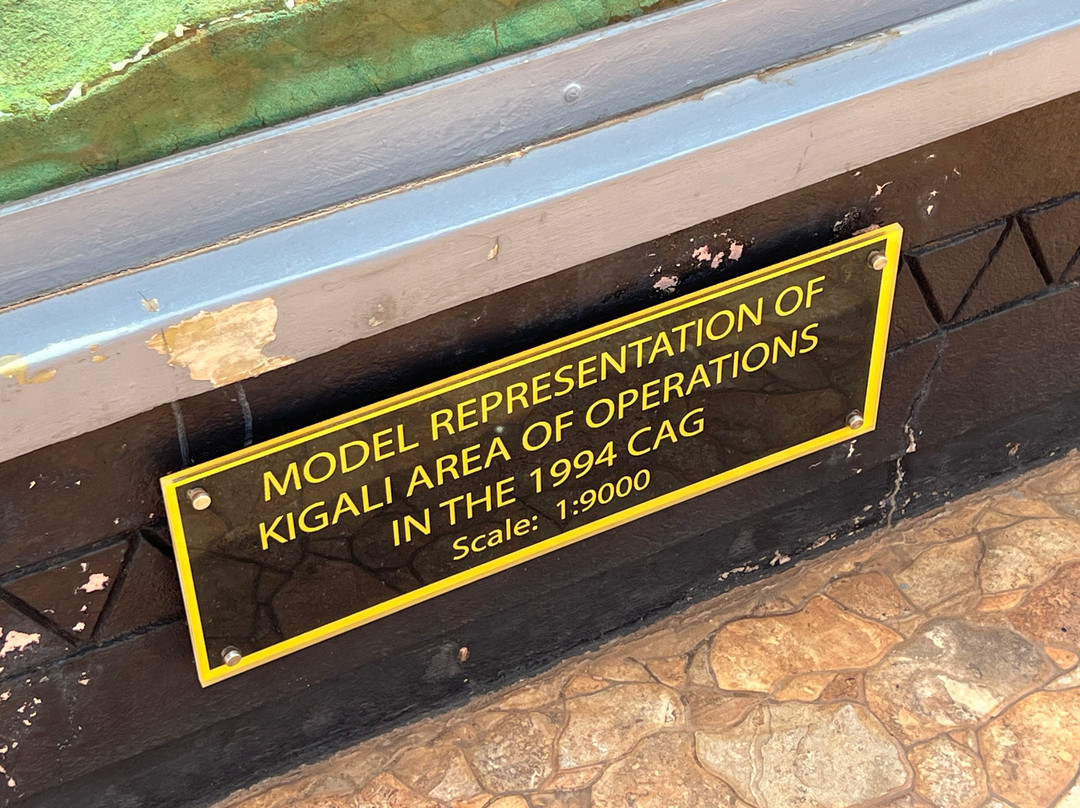 MODEL REPRESENTATION OF
KIGALI AREA OF OPERATIONS
IN THE 1994 CAG
Scale: 1:9000